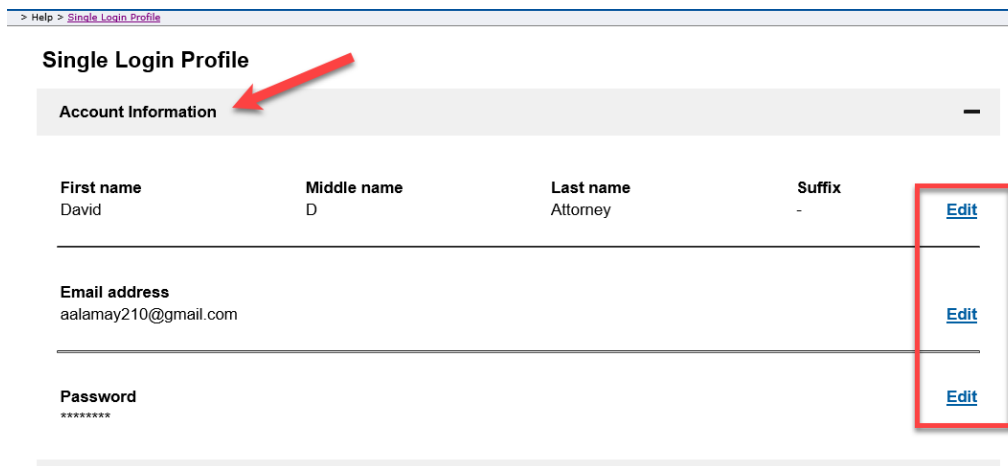 > Help > Single Login Profile
Single Login Profile
Account Information
First name Middle name Last name Suffix
David D Attorney - Edit
Email address
aalamay210@gmail.com Edit
Password
Edit
********